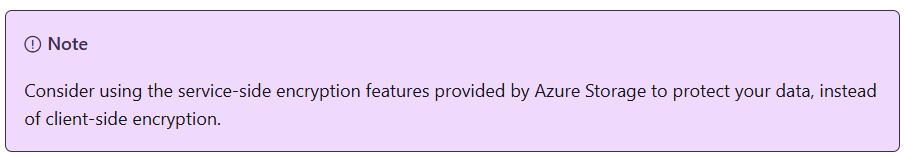 Note
Consider using the service-side encryption features provided by Azure Storage to protect your data, instead
of client-side encryption.